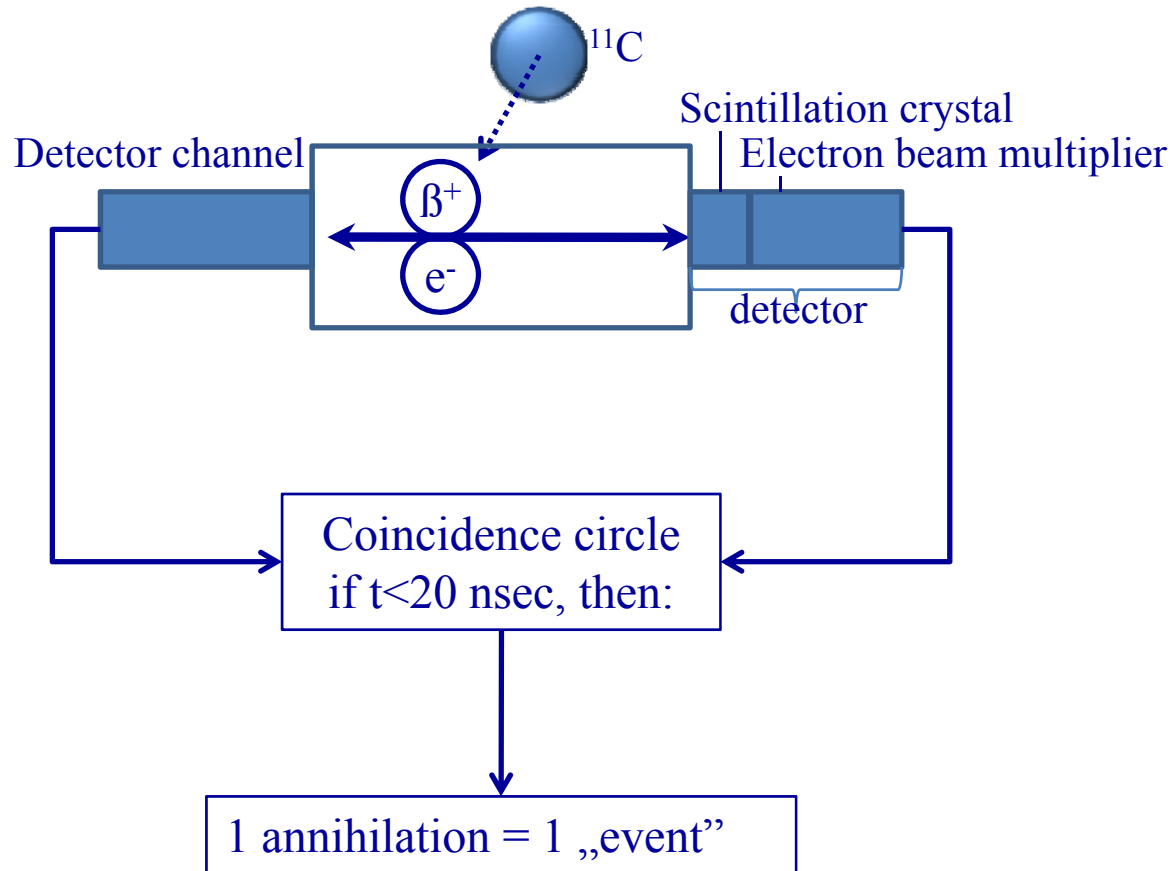 ¹¹C
Scintillation crystal
Detector channel
Electron beam multiplier
ß⁺
e⁻
detector
Coincidence circle
if t<20 nsec, then:
1 annihilation = 1 „event”